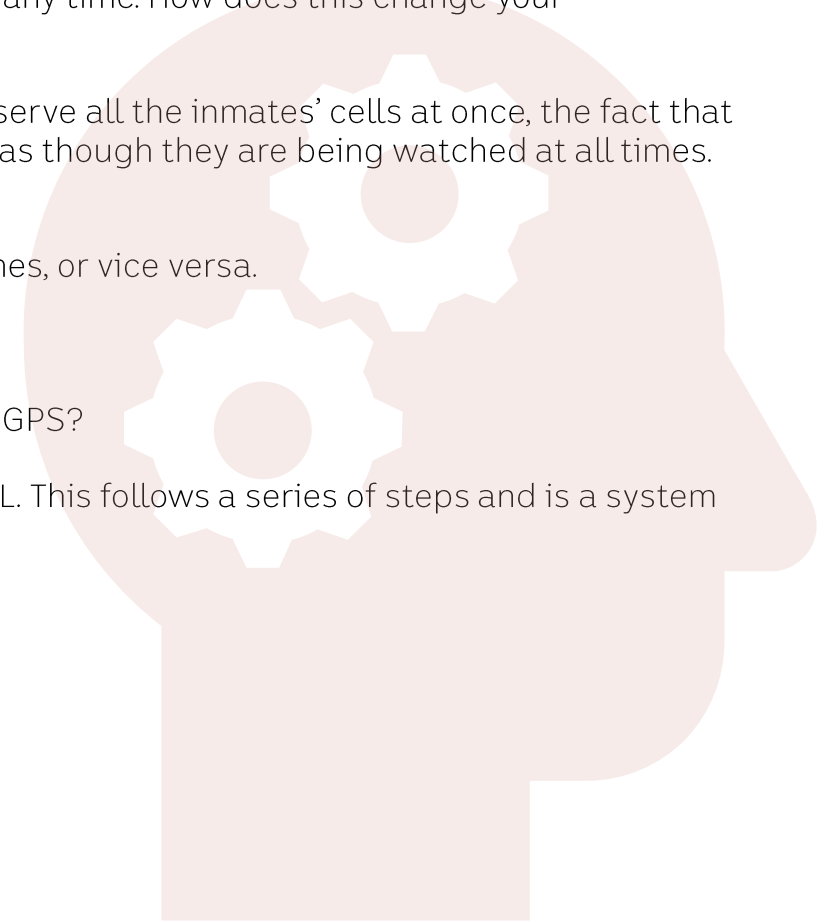 any time. How does this change your
serve all the inmates’ cells at once, the fact that
as though they are being watched at all times.
nes, or vice versa.
GPS?
L. This follows a series of steps and is a system